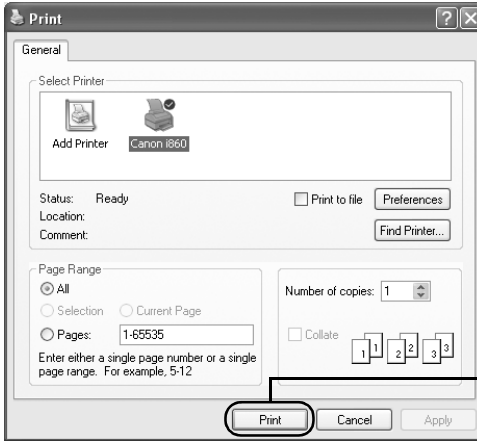 Print
General
Select Printer
Add Printer
Canon i860
Status: Ready
Location:
Comment:
Print to file
Preferences
Find Printer...
Page Range
All
Selection
Current Page
Pages: 1-65535
Enter either a single page number or a single
page range. For example, 5-12
Number of copies: 1
Collate
1 1 2 2 3 3
Print
Cancel
Apply